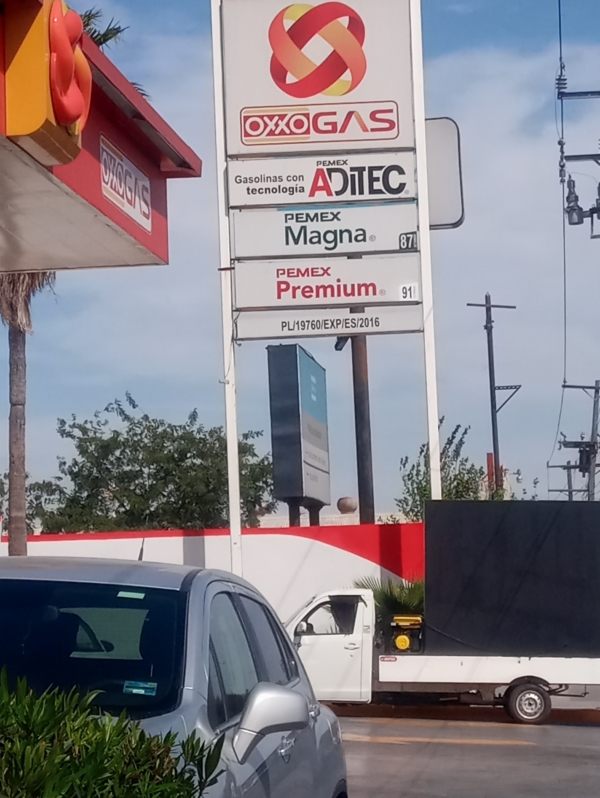 OXXOGAS
OXXOGAS
Gasolinas con
tecnología
PEMEX
ADITEC
PEMEX
Magna
87
PEMEX
Premium
91
PL/19760/EXP/ES/2016